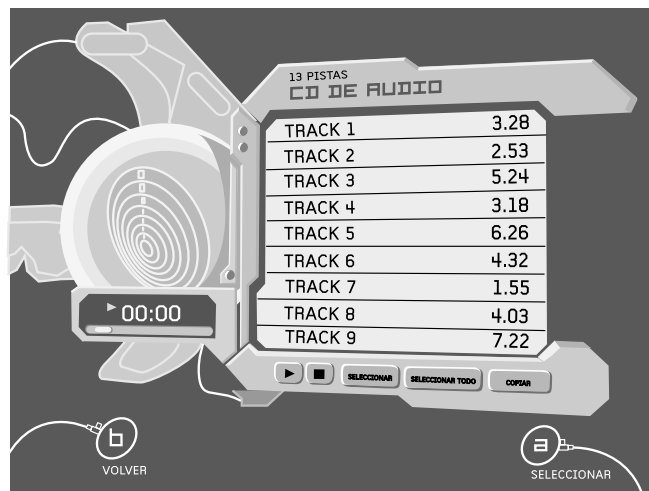 13 PISTAS
CD DE AUDIO
TRACK 1 3.28
TRACK 2 2.53
TRACK 3 5.24
TRACK 4 3.18
TRACK 5 6.26
TRACK 6 4.32
TRACK 7 1.55
TRACK 8 4.03
TRACK 9 7.22
00:00
SELECCIONAR SELECCIONAR TODO COPIAR
b
VOLVER
a
SELECCIONAR